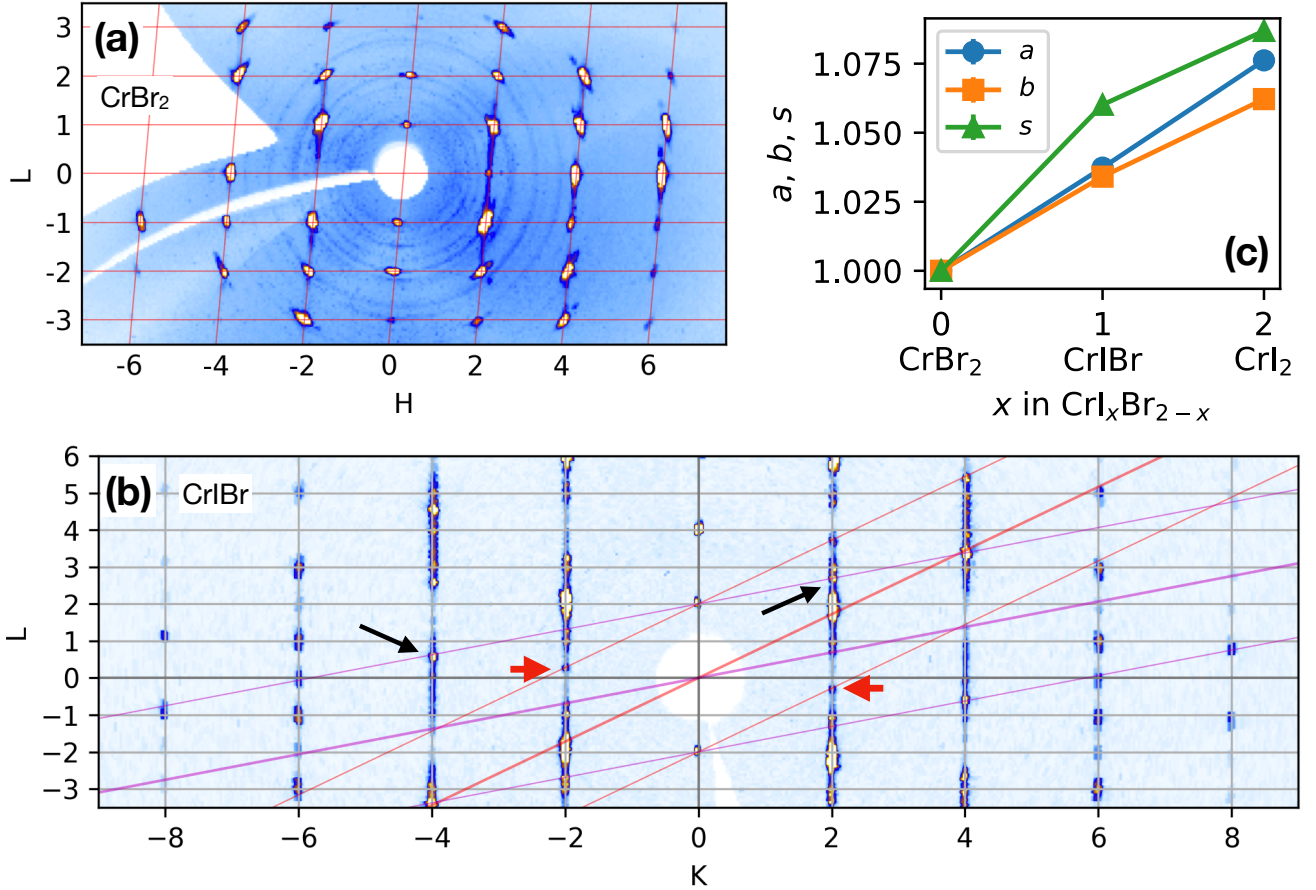 (a)
CrBr2
3
2
1
0
-1
-2
-3
L
-6 -4 -2 0 2 4 6
H
a
b
s
1.075
1.050
1.025
1.000
a, b, s
(c)
0 1 2
CrBr2 CrIBr CrI2
x in CrIxBr2−x
(b) CrIBr
6
5
4
3
2
1
0
−1
−2
−3
L
−8 −6 −4 −2 0 2 4 6 8
K